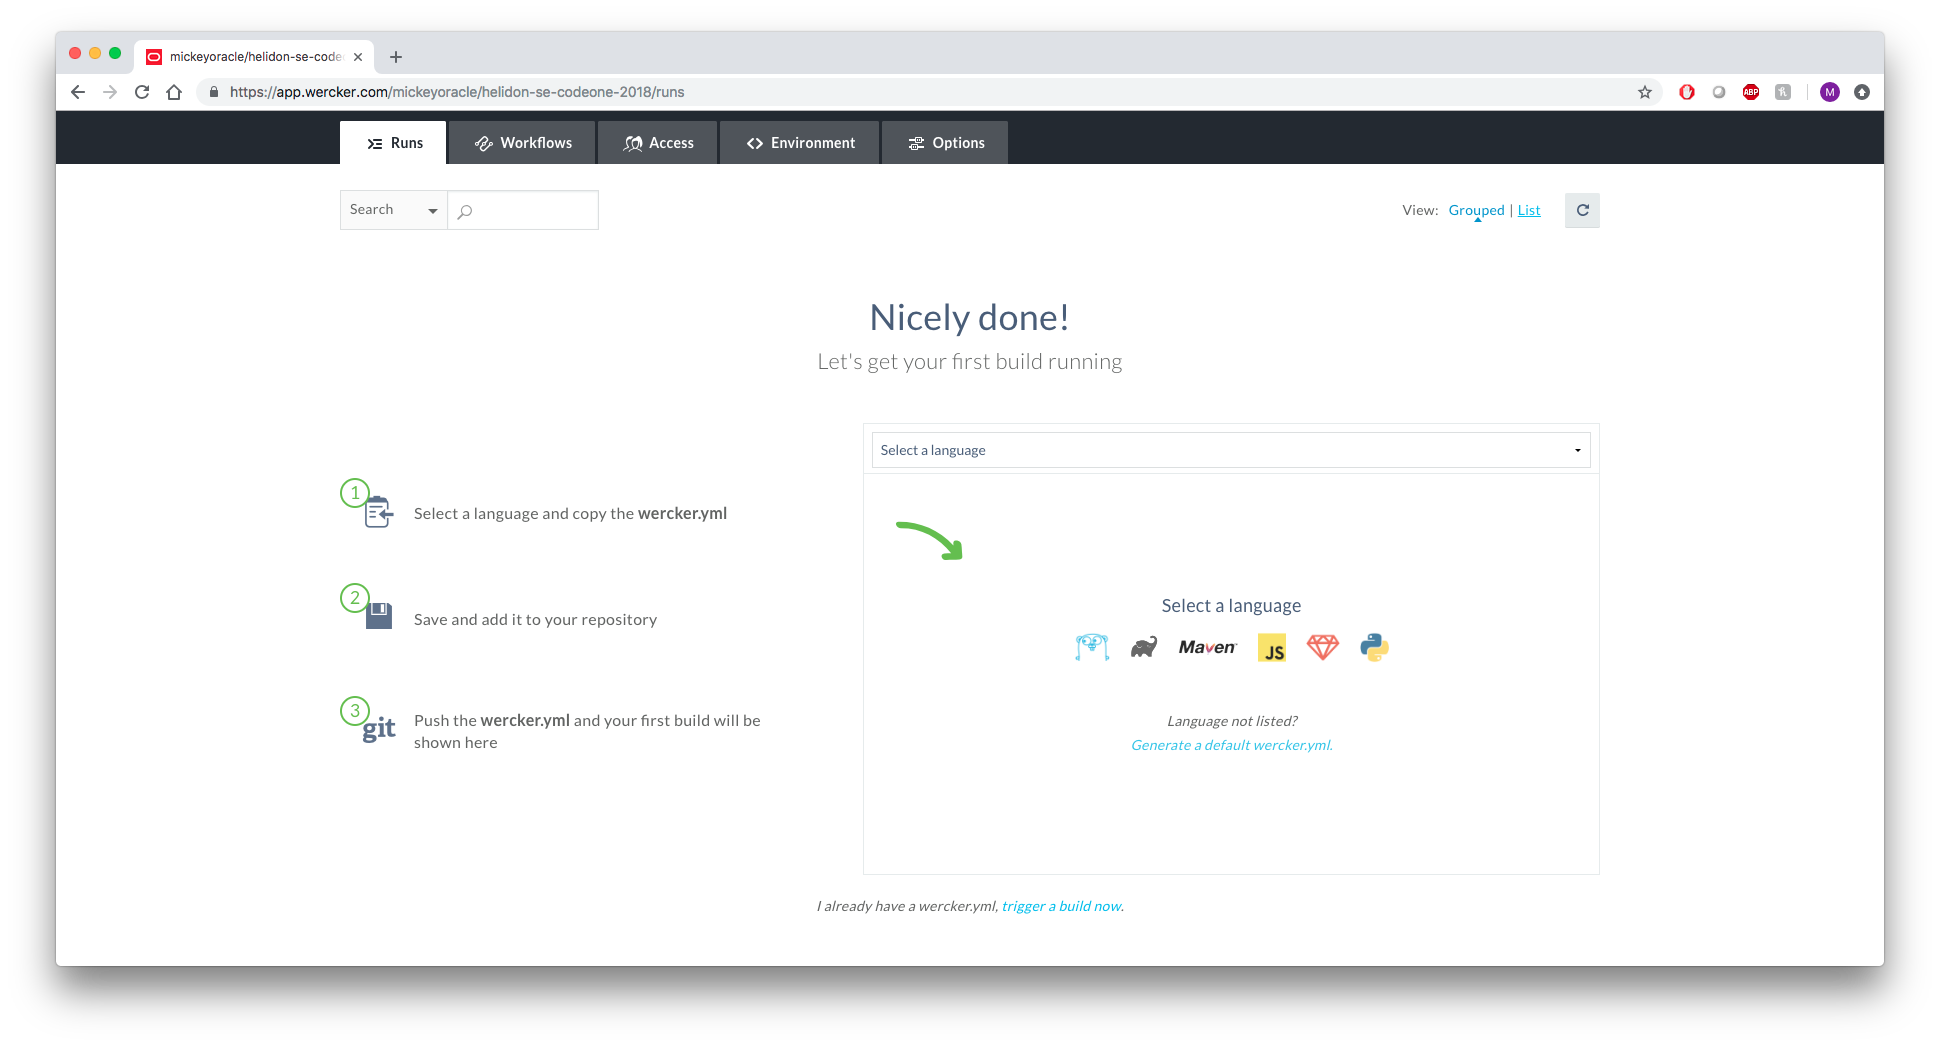 mickeyoracle/helidon-se-code
https://app.wercker.com/mickeyoracle/helidon-se-codeone-2018/runs
ABP
M
Runs
Workflows
Access
Environment
Options
Search
View: Grouped | List
Nicely done!
Let's get your first build running
Select a language
1
Select a language and copy the wercker.yml
2
Save and add it to your repository
3
git
Push the wercker.yml and your first build will be
shown here
Select a language
Maven
JS
Language not listed?
Generate a default wercker.yml.
I already have a wercker.yml, trigger a build now.